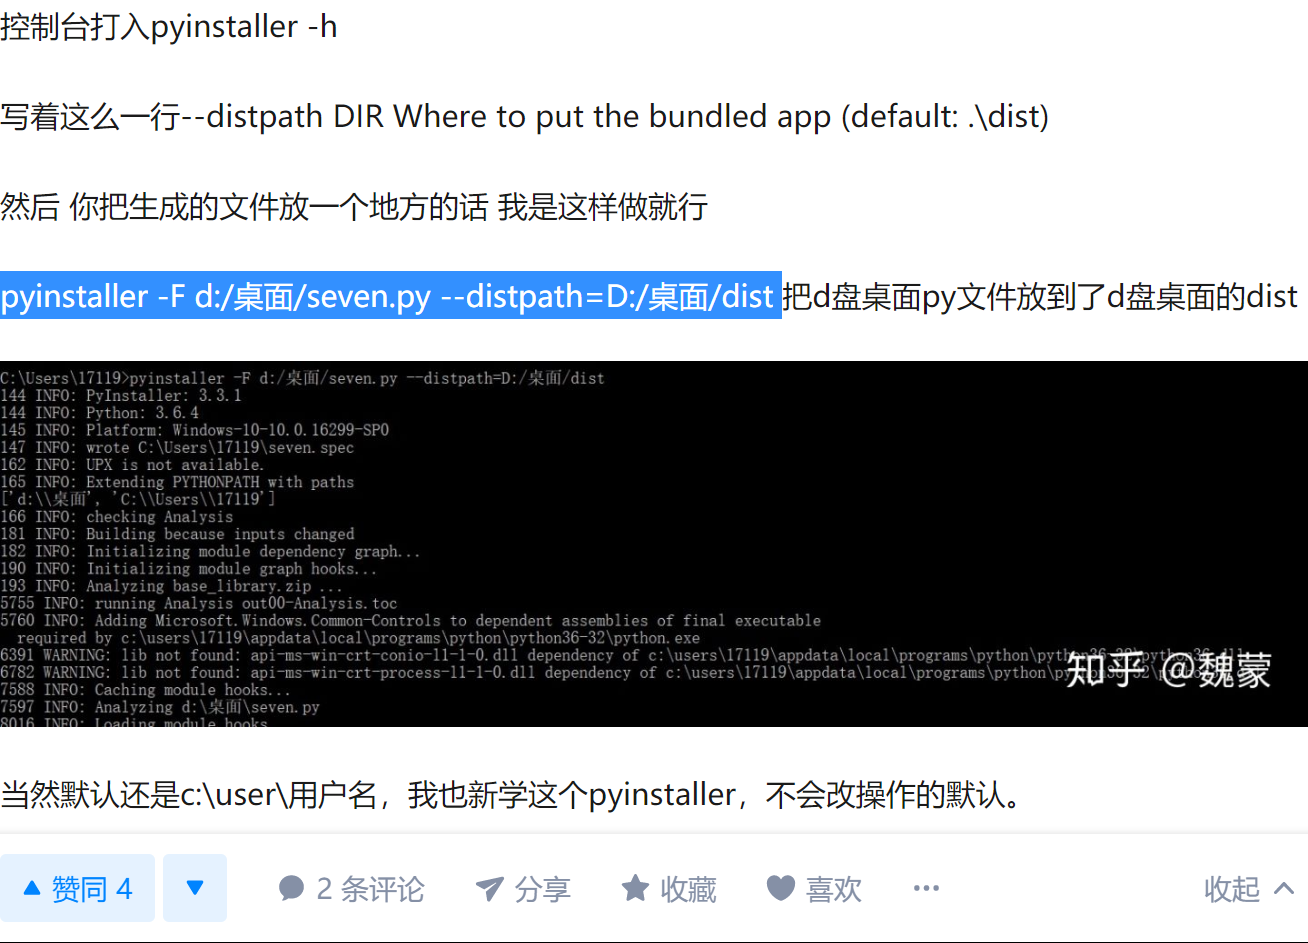 控制台打入pyinstaller -h
写着这么一行--distpath DIR Where to put the bundled app (default: .\dist)
然后 你把生成的文件放一个地方的话 我是这样做就行
pyinstaller -F d:/桌面/seven.py --distpath=D:/桌面/dist 把d盘桌面py文件放到了d盘桌面的dist
C:\Users\17119>pyinstaller -F d:/桌面/seven.py --distpath=D:/桌面/dist
144 INFO: PyInstaller: 3.3.1
144 INFO: Python: 3.6.4
145 INFO: Platform: Windows-10-10.0.16299-SP0
147 INFO: wrote C:\Users\17119\seven.spec
162 INFO: UPX is not available.
165 INFO: Extending PYTHONPATH with paths
['d:\\桌面', 'C:\\Users\\17119']
166 INFO: checking Analysis
181 INFO: Building because inputs changed
182 INFO: Initializing module dependency graph...
190 INFO: Initializing module graph hooks...
193 INFO: Analyzing base_library.zip ...
5755 INFO: running Analysis out00-Analysis.toc
5760 INFO: Adding Microsoft.Windows.Common-Controls to dependent assemblies of final executable
required by c:\users\17119\appdata\local\programs\python\python36-32\python.exe
6391 WARNING: lib not found: api-ms-win-crt-conio-l1-1-0.dll dependency of c:\users\17119\appdata\local\programs\python\python36-32\python36.dll
6782 WARNING: lib not found: api-ms-win-crt-process-l1-1-0.dll dependency of c:\users\17119\appdata\local\programs\python\
知乎 @魏蒙
7588 INFO: Caching module hooks...
7597 INFO: Analyzing d:\桌面\seven.py
8016 INFO: Loading module hooks
当然默认还是c:\user\用户名，我也新学这个pyinstaller，不会改操作的默认。
赞同 4
2 条评论
分享
收藏
喜欢
收起